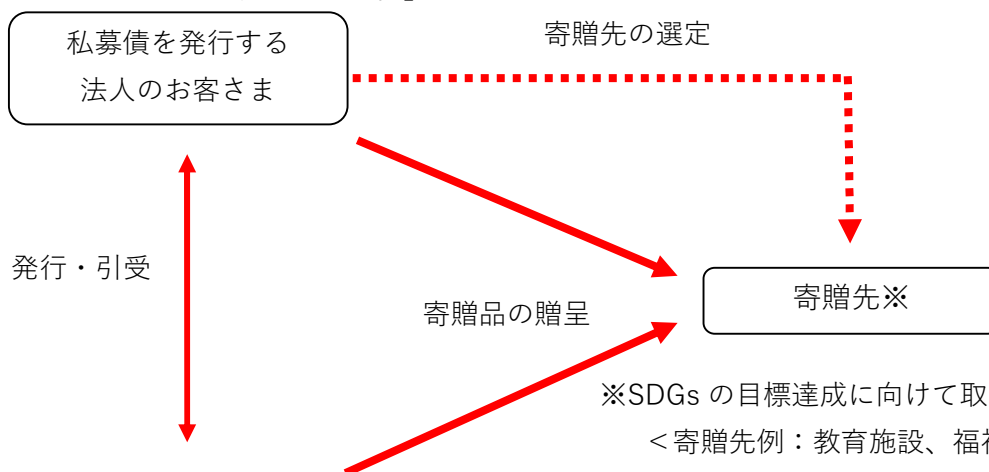 私募債を発行する
法人のお客さま
寄贈先の選定
発行・引受
寄贈先※
寄贈品の贈呈
※SDGs の目標達成に向けて取
＜寄贈先例：教育施設、福